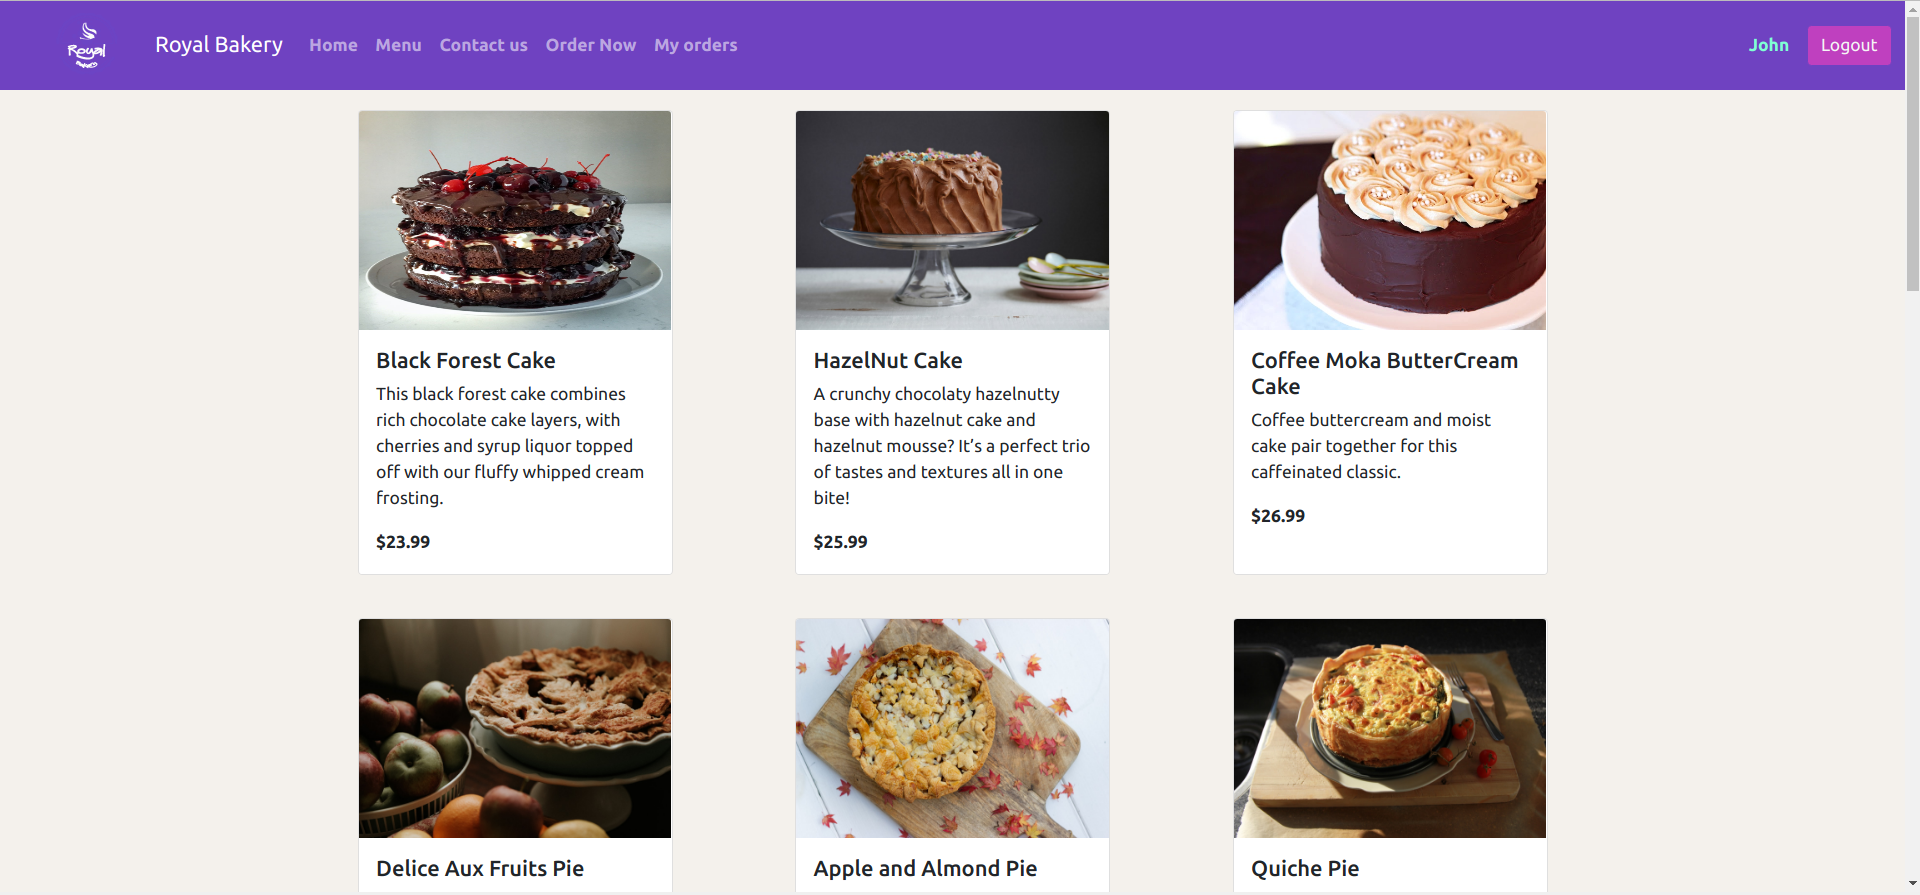 Royal
Royal Bakery
Home
Menu
Contact us
Order Now
My orders
John
Logout
Black Forest Cake
This black forest cake combines
rich chocolate cake layers, with
cherries and syrup liquor topped
off with our fluffy whipped cream
frosting.
$23.99
HazelNut Cake
A crunchy chocolaty hazelnutty
base with hazelnut cake and
hazelnut mousse? It’s a perfect trio
of tastes and textures all in one
bite!
$25.99
Coffee Moka ButterCream
Cake
Coffee buttercream and moist
cake pair together for this
caffeinated classic.
$26.99
Delice Aux Fruits Pie
Apple and Almond Pie
Quiche Pie